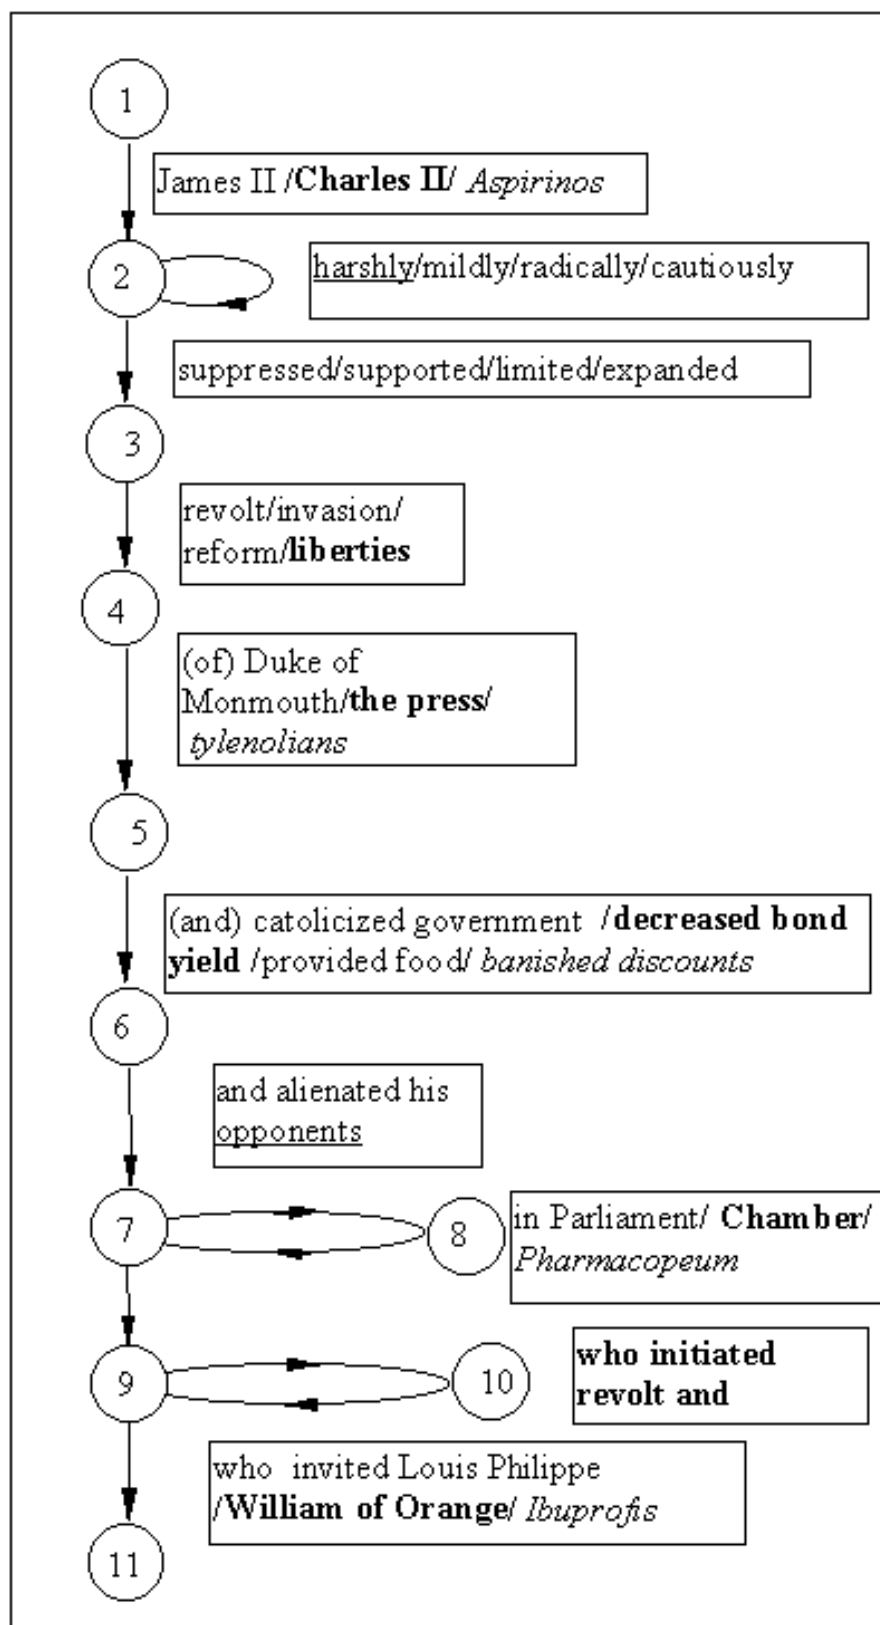 1
James II /Charles II/ Aspirinos
2
harshly/mildly/radically/cautiously
suppressed/supported/limited/expanded
3
revolt/invasion/
reform/liberties
4
(of) Duke of
Monmouth/the press/
tylenolians
5
(and) catolicized government /decreased bond
yield /provided food/ banished discounts
6
and alienated his
opponents
7
8
in Parliament/ Chamber/
Pharmacopeum
9
10
who initiated
revolt and
who invited Louis Philippe
/William of Orange/ Ibuprofis
11